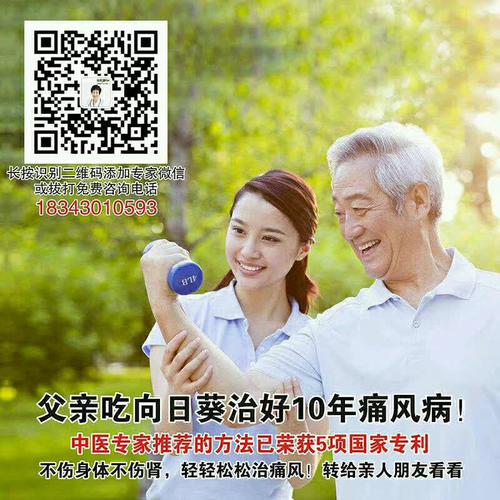 长按识别二维码添加专家微信
或拔打免费咨询电话
18343010593
4LB
父亲吃向日葵治好10年痛风病！
中医专家推荐的方法已荣获5项国家专利
不伤身体不伤肾，轻轻松松治痛风！转给亲人朋友看看